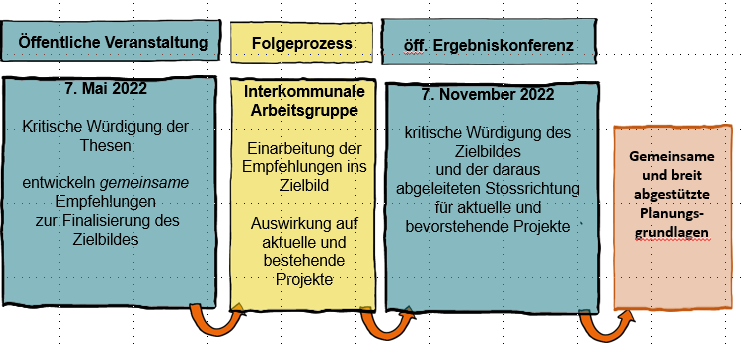 Öffentliche Veranstaltung
7. Mai 2022
Kritische Würdigung der
Thesen
entwickeln gemeinsame
Empfehlungen
zur Finalisierung des
Zielbildes
Folgeprozess
Interkommunale
Arbeitsgruppe
Einarbeitung der
Empfehlungen ins
Zielbild
Auswirkung auf
aktuelle und
bestehende
Projekte
öff. Ergebniskonferenz
7. November 2022
kritische Würdigung des
Zielbildes
und der daraus
abgeleiteten Stossrichtung
für aktuelle und
bevorstehende Projekte
Gemeinsame
und breit
abgestützte
Planungs-
grundlagen